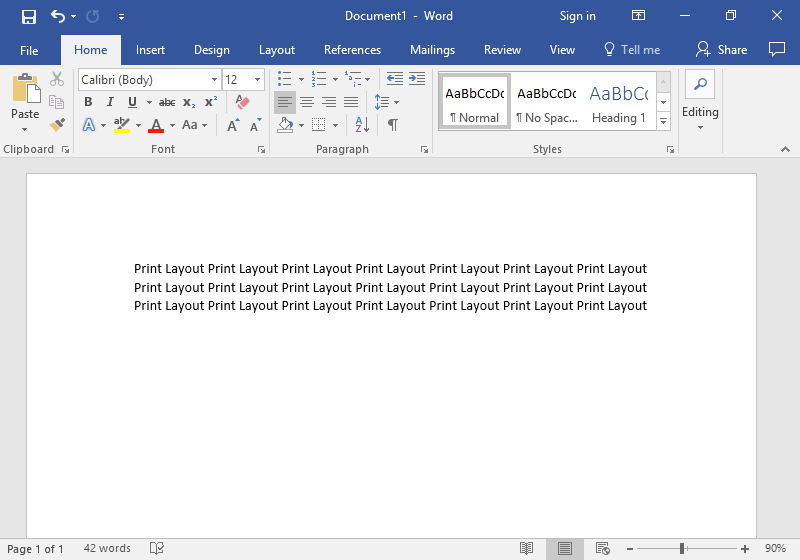 Document1 - Word
Sign in
File Home Insert Design Layout References Mailings Review View Tell me Share
Calibri (Body) 12
AaBbCcDc AaBbCcDc AaBbCc
Paste
B I U abc x₂ x²
A ab A Aa A A
A Z ¶
¶ Normal ¶ No Spac... Heading 1
Editing
Clipboard Font Paragraph Styles
Print Layout Print Layout Print Layout Print Layout Print Layout Print Layout Print Layout
Print Layout Print Layout Print Layout Print Layout Print Layout Print Layout Print Layout
Print Layout Print Layout Print Layout Print Layout Print Layout Print Layout Print Layout
Page 1 of 1 42 words 90%